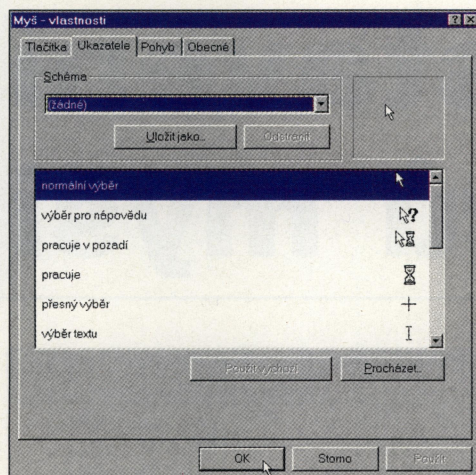 Myš - vlastnosti
Tlačítka Ukazatele Pohyb Obecné
Schéma
(žádné)
Uložit jako... Odstranit
normální výběr
výběr pro nápovědu
pracuje v pozadí
pracuje
přesný výběr
výběr textu
Použít výchozí Procházet...
OK Storno Použít